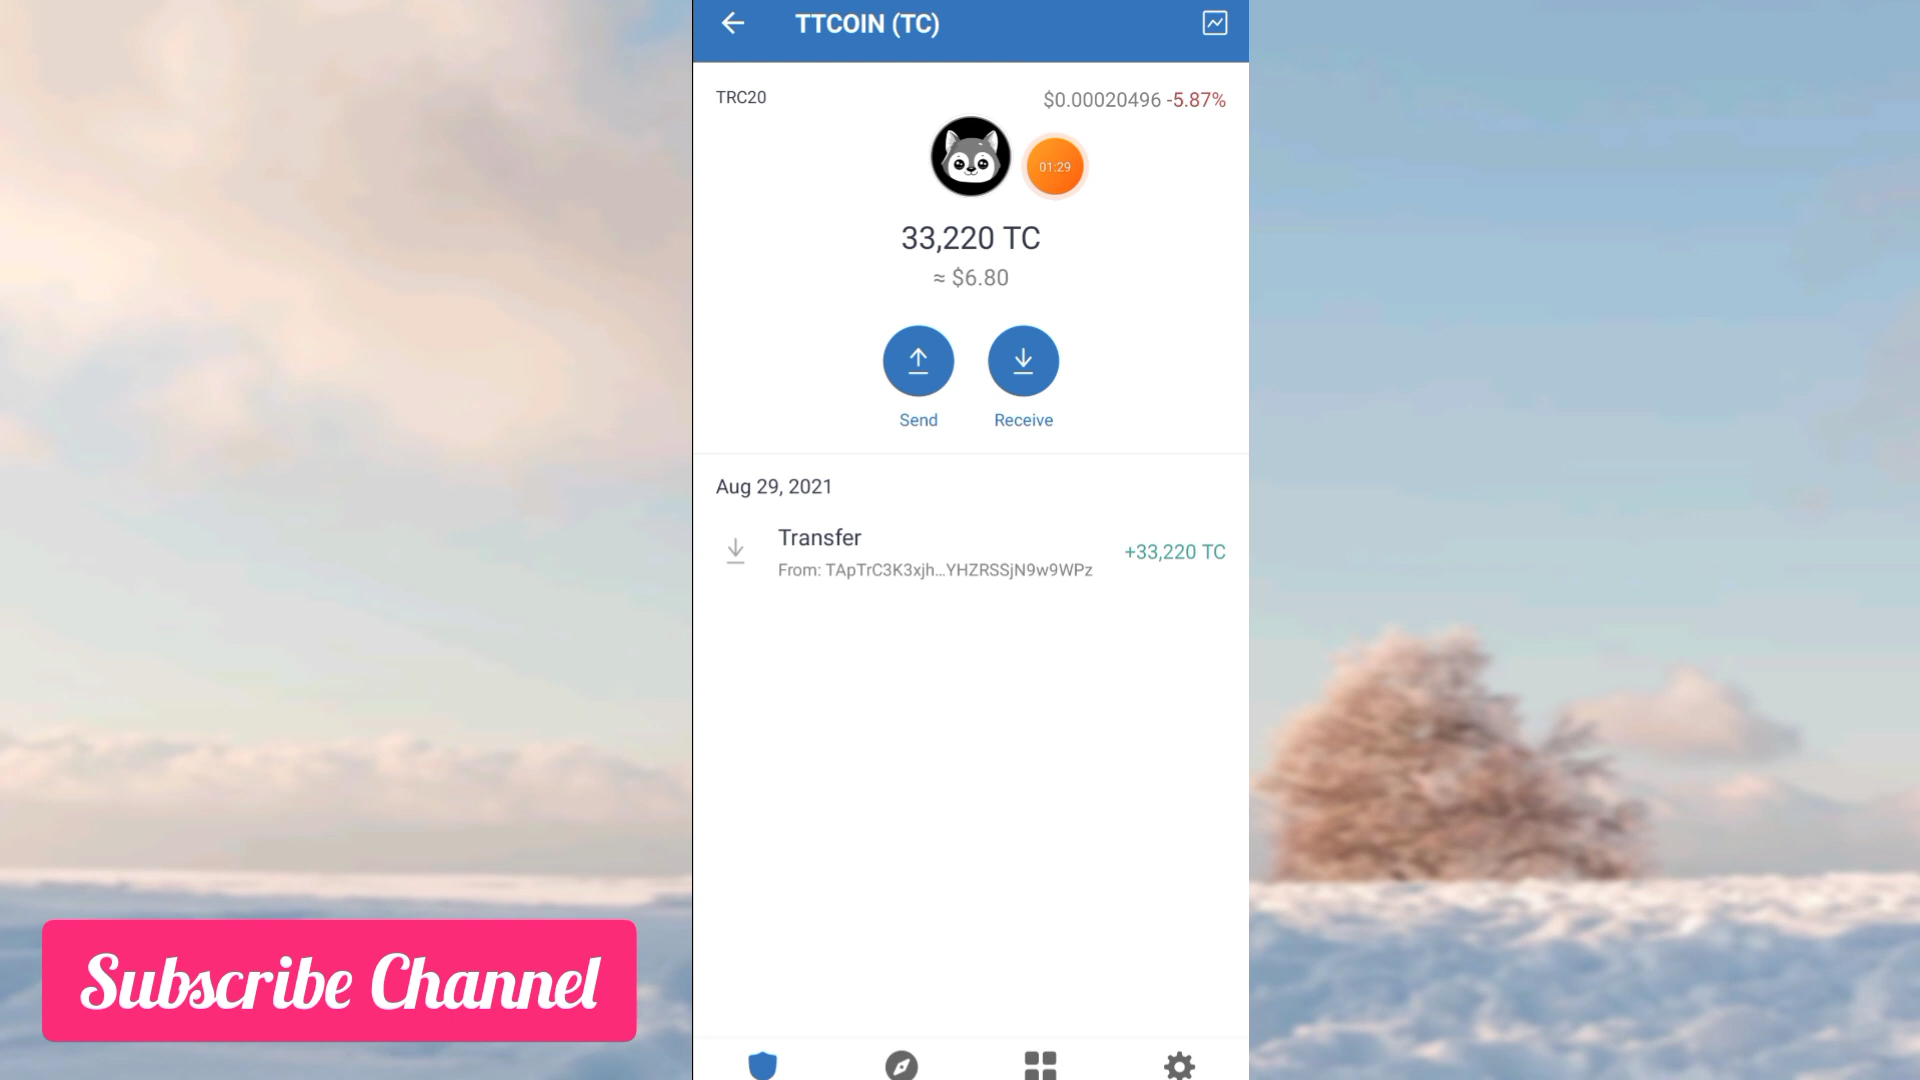 TTCOIN (TC)
TRC20
$0.00020496 -5.87%
01:29
33,220 TC
≈ $6.80
Send
Receive
Aug 29, 2021
Transfer
+33,220 TC
From: TApTrC3K3xjh...YHZRSSjN9w9WPz
Subscribe Channel